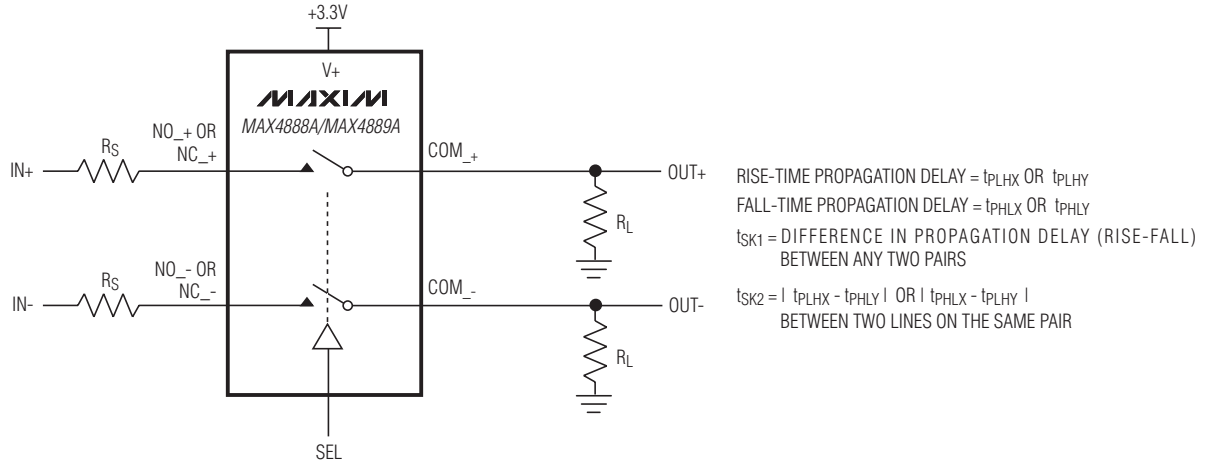 +3.3V
V+
MAXIM
MAX4888A/MAX4889A
NO_+ OR
NC_+
COM_+
IN+
RS
OUT+
RL
NO_- OR
NC_-
COM_-
IN-
RS
OUT-
RL
SEL
RISE-TIME PROPAGATION DELAY = tPLHX OR tPLHY
FALL-TIME PROPAGATION DELAY = tPHLX OR tPHLY
tSK1 = DIFFERENCE IN PROPAGATION DELAY (RISE-FALL)
BETWEEN ANY TWO PAIRS
tSK2 = | tPLHX - tPHLY | OR | tPHLX - tPLHY |
BETWEEN TWO LINES ON THE SAME PAIR